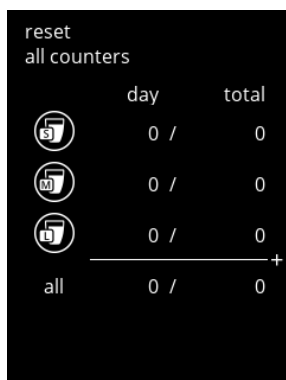 reset
all counters
day total
S 0 / 0
M 0 / 0
L 0 / 0
+
all 0 / 0